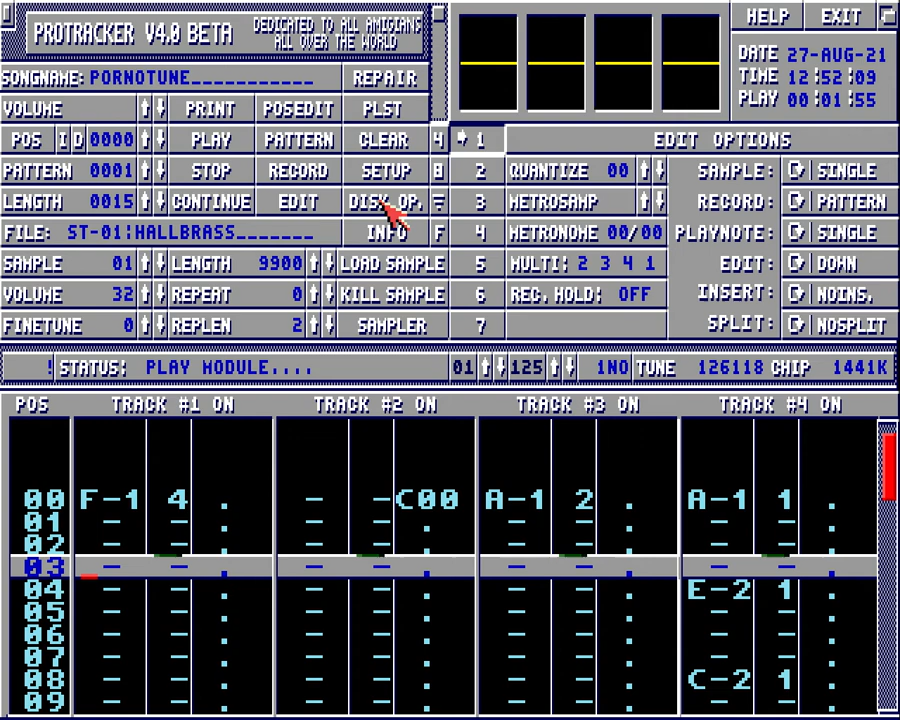 PROTRACKER V4.0 BETA
DEDICATED TO ALL AMIGIANS
ALL OVER THE WORLD
HELP EXIT
DATE 27-AUG-21
TIME 12:52:09
PLAY 00:01:55
SONGNAME: PORNOTUNE___________ REPAIR
VOLUME PRINT POSEDIT PLST
POS I D 0000 PLAY PATTERN CLEAR 1 EDIT OPTIONS
PATTERN 0001 STOP RECORD SETUP 2 QUANTIZE 00 SAMPLE: SINGLE
LENGTH 0015 CONTINUE EDIT DISK OP. 3 METROSAMP RECORD: PATTERN
FILE: ST-01:HALLBRASS_______ INFO F 4 METRONOME 00/00 PLAYNOTE: SINGLE
SAMPLE 01 LENGTH 9900 LOAD SAMPLE 5 MULTI: 2 3 4 1 EDIT: DOWN
VOLUME 32 REPEAT 0 KILL SAMPLE 6 REC. HOLD: OFF INSERT: NOINS.
FINETUNE 0 REPLEN 2 SAMPLER 7 SPLIT: NOSPLIT
! STATUS: PLAY MODULE.... 01 125 1NO TUNE 126118 CHIP 1441K
POS TRACK #1 ON TRACK #2 ON TRACK #3 ON TRACK #4 ON
00 F-1 4 . - - C00 A-1 2 . A-1 1 .
01 - - . - - . - - . - - .
02 - - . - - . - - . - - .
03 - - . - - . - - . - - .
04 - - . - - . - - . E-2 1 .
05 - - . - - . - - . - - .
06 - - . - - . - - . - - .
07 - - . - - . - - . - - .
08 - - . - - . - - . C-2 1 .
09 - - . - - . - - . - - .